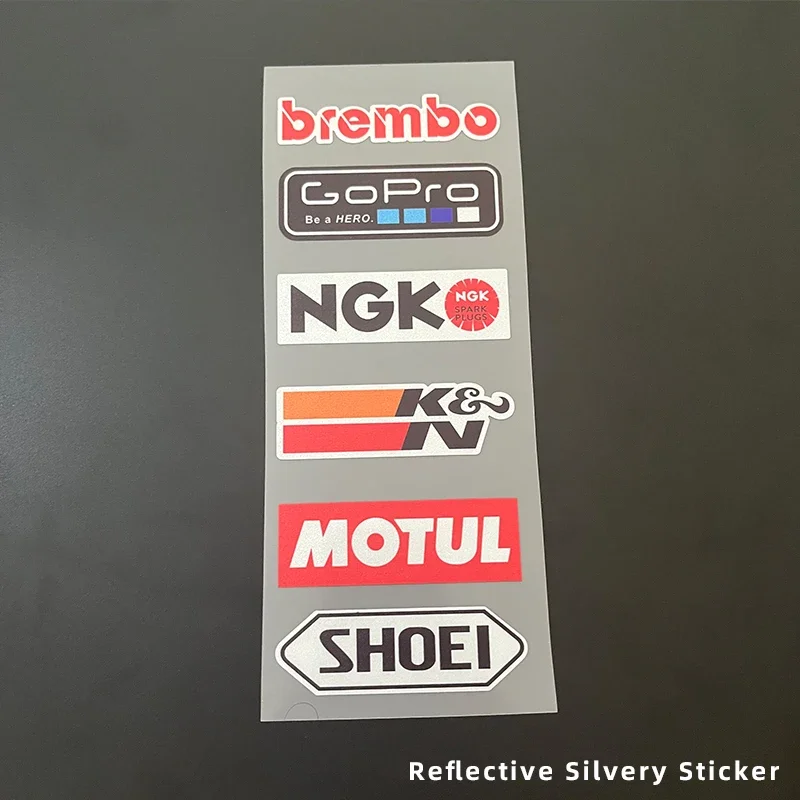 brembo
GoPro
Be a HERO.
NGK
NGK
SPARK
PLUGS
K&
N
MOTUL
SHOEI
Reflective Silvery Sticker